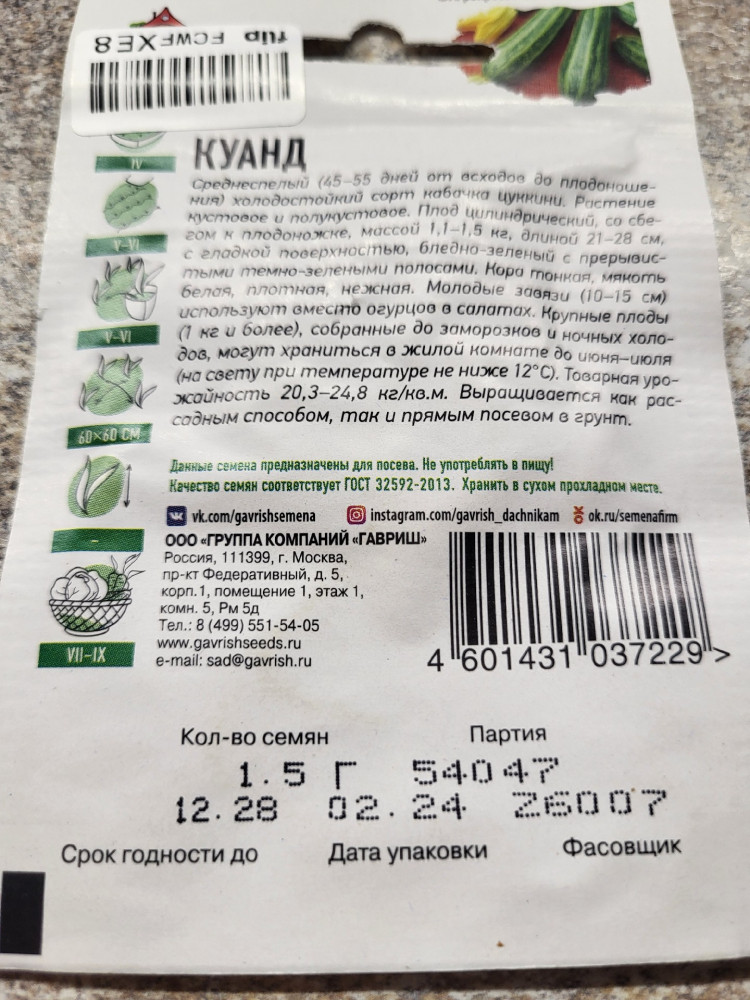 flip FCWFXE8
IV
V–VI
V–VI
60×60 СМ
–
VII–IX
КУАНД
Среднеспелый (45–55 дней от всходов до плодоноше-
ния) холодостойкий сорт кабачка цуккини. Растение
кустовое и полукустовое. Плод цилиндрический, со сбе-
гом к плодоножке, массой 1,1–1,5 кг, длиной 21–28 см,
с гладкой поверхностью, бледно-зеленый с прерывис-
тыми темно-зелеными полосами. Кора тонкая, мякоть
белая, плотная, нежная. Молодые завязи (10–15 см)
используют вместо огурцов в салатах. Крупные плоды
(1 кг и более), собранные до заморозков и ночных холо-
дов, могут храниться в жилой комнате до июня–июля
(на свету при температуре не ниже 12°С). Товарная уро-
жайность 20,3–24,8 кг/кв.м. Выращивается как рас-
садным способом, так и прямым посевом в грунт.
Данные семена предназначены для посева. Не употреблять в пищу!
Качество семян соответствует ГОСТ 32592-2013. Хранить в сухом прохладном месте.
vk.com/gavrishsemena instagram.com/gavrish_dachnikam ok.ru/semenafirm
ООО «ГРУППА КОМПАНИЙ «ГАВРИШ»
Россия, 111399, г. Москва,
пр-кт Федеративный, д. 5,
корп.1, помещение 1, этаж 1,
комн. 5, Рм 5д
Тел.: 8 (499) 551-54-05
www.gavrishseeds.ru
e-mail: sad@gavrish.ru
4 601431 037229 >
Кол-во семян Партия
1.5 Г 54047
12.28 02.24 Z6007
Срок годности до Дата упаковки Фасовщик